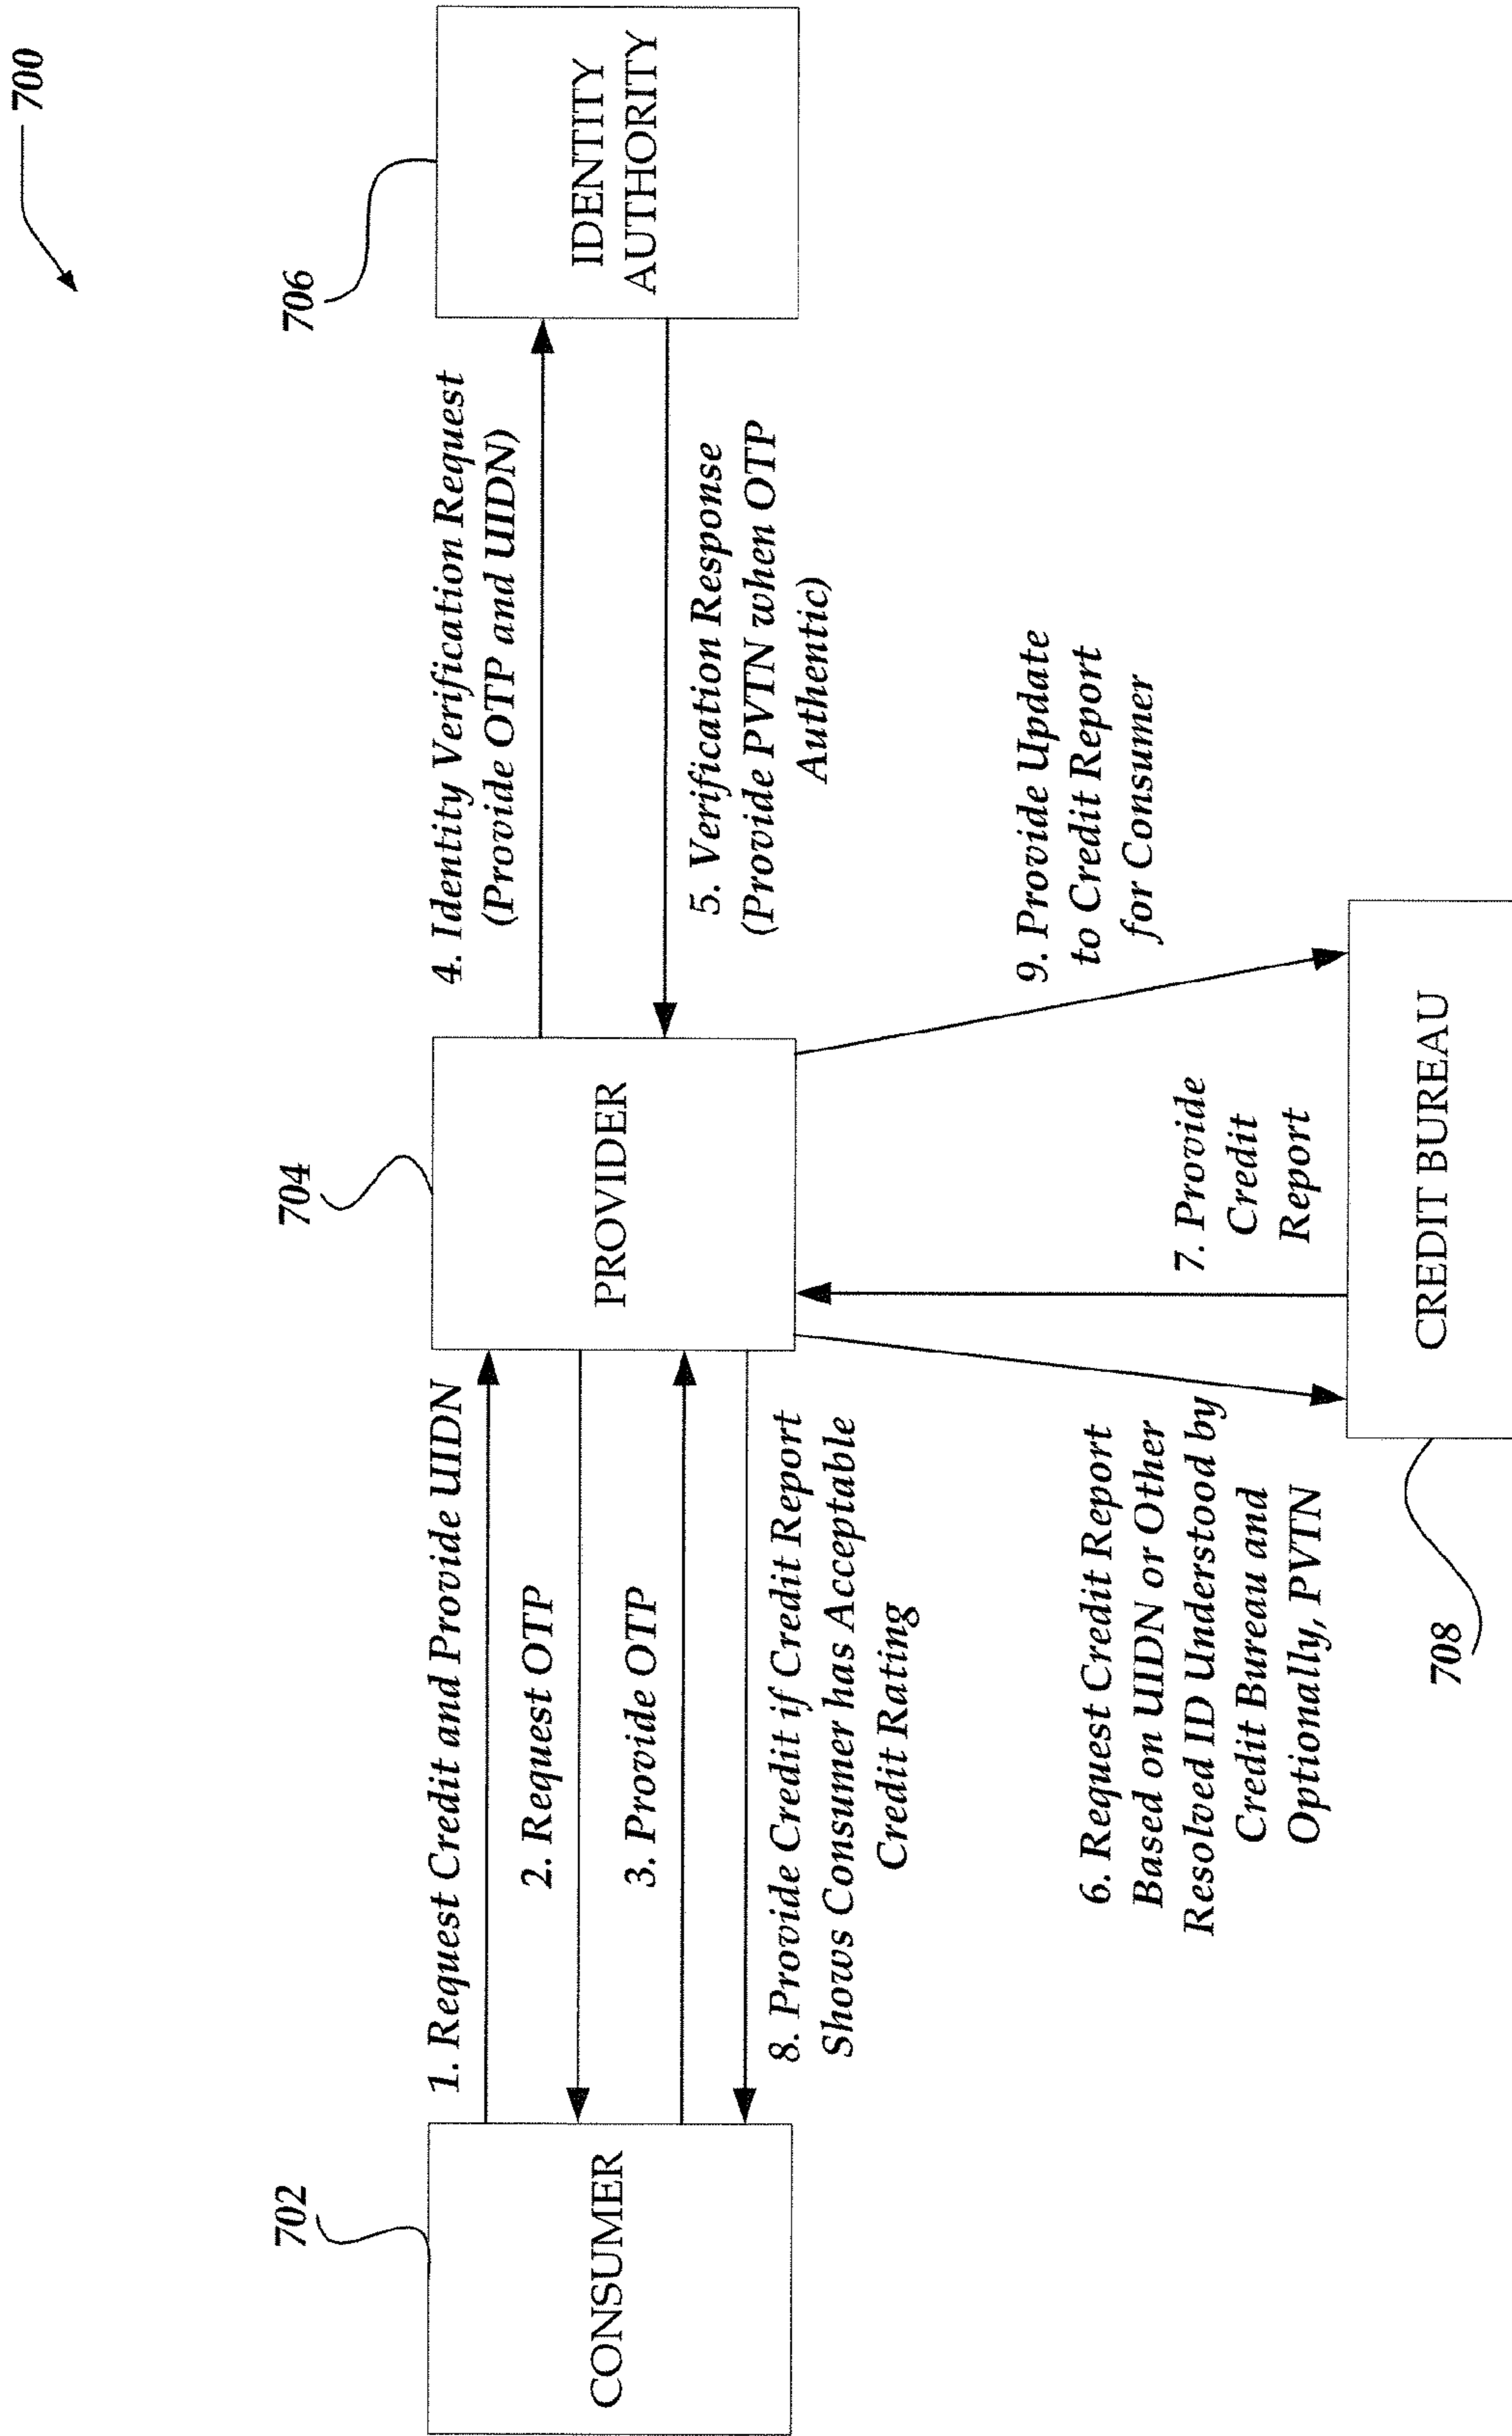 700
702
704
706
CONSUMER
PROVIDER
IDENTITY
AUTHORITY
1. Request Credit and Provide UIDN
2. Request OTP
3. Provide OTP
8. Provide Credit if Credit Report
Shows Consumer has Acceptable
Credit Rating
4. Identity Verification Request
(Provide OTP and UIDN)
5. Verification Response
(Provide PVTN when OTP
Authentic)
6. Request Credit Report
Based on UIDN or Other
Resolved ID Understood by
Credit Bureau and
Optionally, PVTN
7. Provide
Credit
Report
9. Provide Update
to Credit Report
for Consumer
708
CREDIT BUREAU